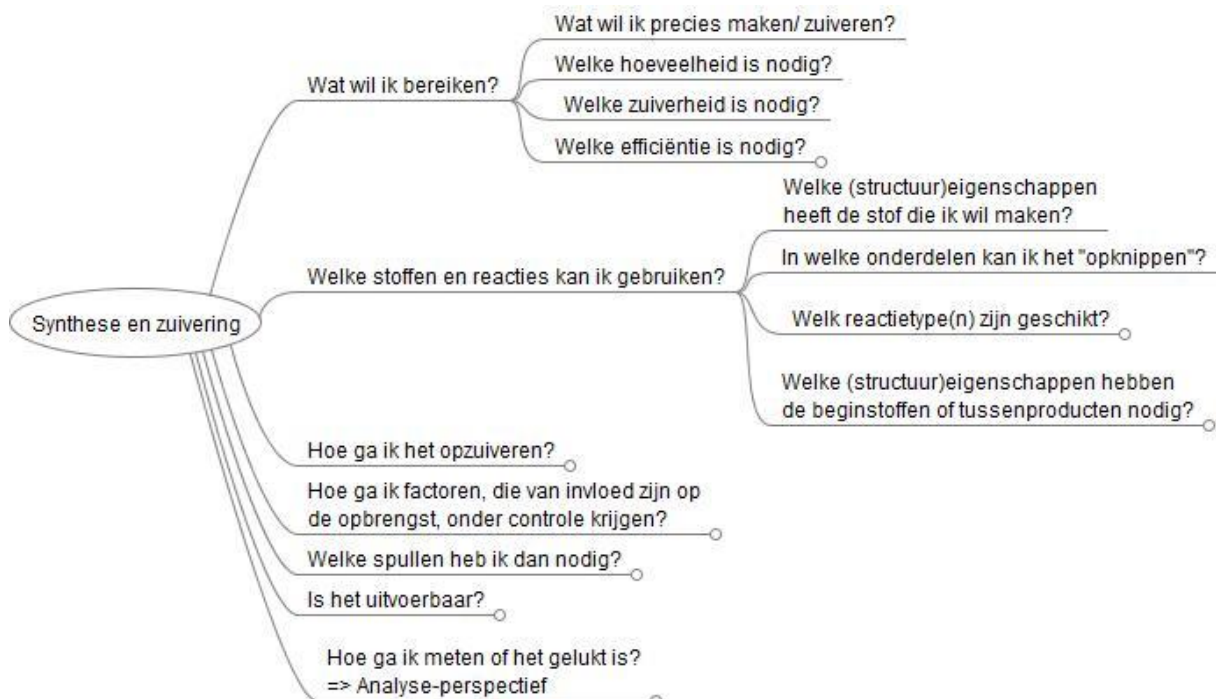 Wat wil ik precies maken/ zuiveren?
Wat wil ik bereiken?
Welke hoeveelheid is nodig?
Welke zuiverheid is nodig?
Welke efficiëntie is nodig?
Welke (structuur)eigenschappen
heeft de stof die ik wil maken?
Welke stoffen en reacties kan ik gebruiken?
In welke onderdelen kan ik het "opknippen"?
Synthese en zuivering
Welk reactietype(n) zijn geschikt?
Welke (structuur)eigenschappen hebben
de beginstoffen of tussenproducten nodig?
Hoe ga ik het opzuiveren?
Hoe ga ik factoren, die van invloed zijn op
de opbrengst, onder controle krijgen?
Welke spullen heb ik dan nodig?
Is het uitvoerbaar?
Hoe ga ik meten of het gelukt is?
=> Analyse-perspectief